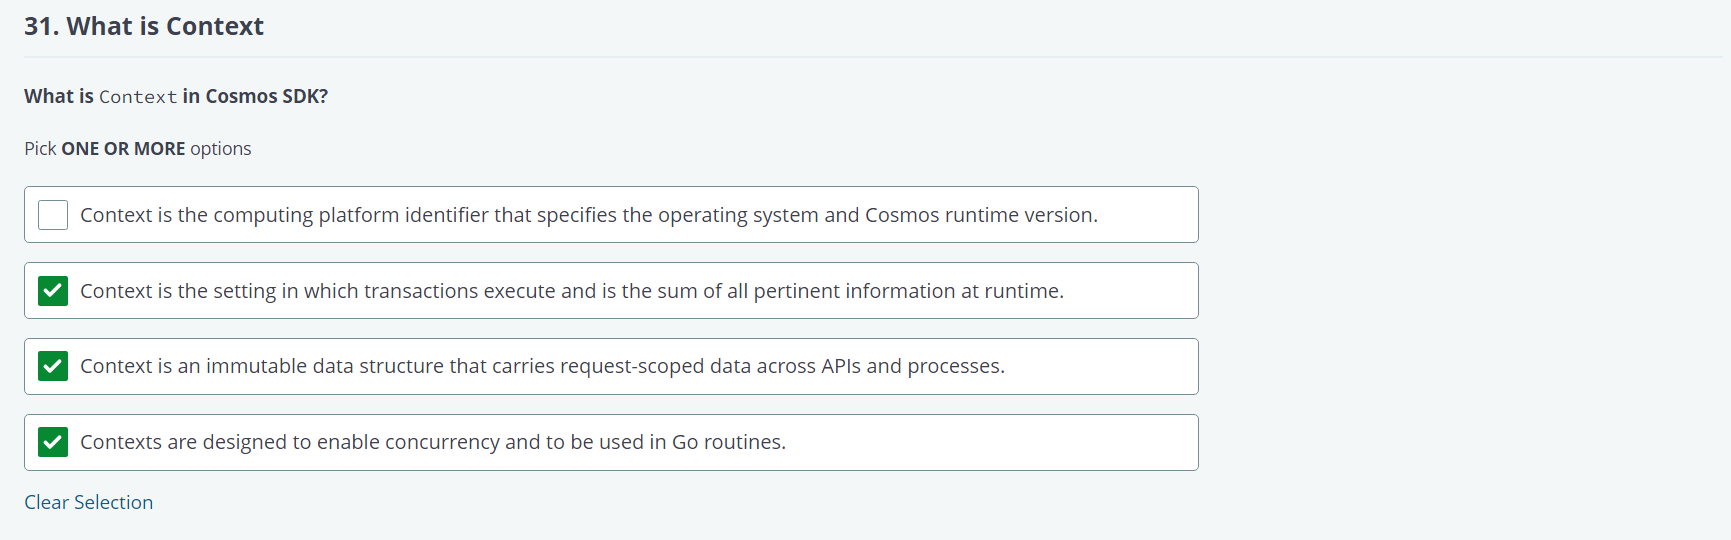 31. What is Context
What is Context in Cosmos SDK?
Pick ONE OR MORE options
Context is the computing platform identifier that specifies the operating system and Cosmos runtime version.
Context is the setting in which transactions execute and is the sum of all pertinent information at runtime.
Context is an immutable data structure that carries request-scoped data across APIs and processes.
Contexts are designed to enable concurrency and to be used in Go routines.
Clear Selection